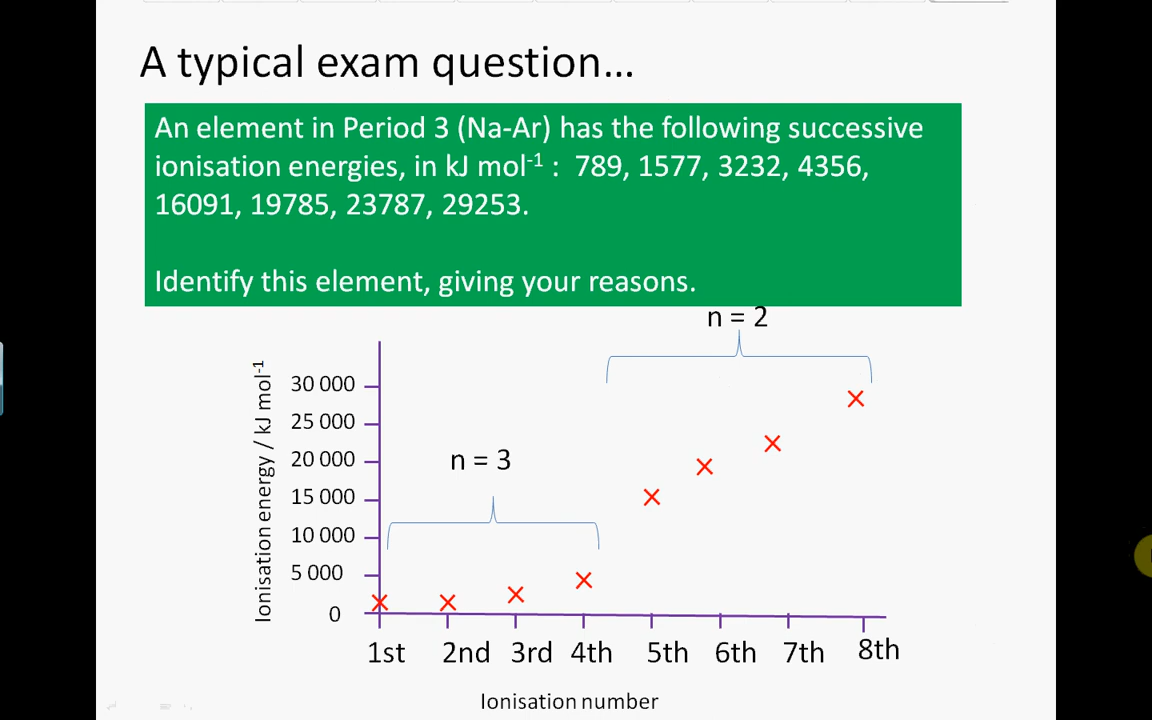 A typical exam question…
An element in Period 3 (Na-Ar) has the following successive
ionisation energies, in kJ mol⁻¹ : 789, 1577, 3232, 4356,
16091, 19785, 23787, 29253.
Identify this element, giving your reasons.
n = 2
Ionisation energy / kJ mol⁻¹
30 000
25 000
20 000
n = 3
15 000
10 000
5 000
0
1st 2nd 3rd 4th 5th 6th 7th 8th
Ionisation number